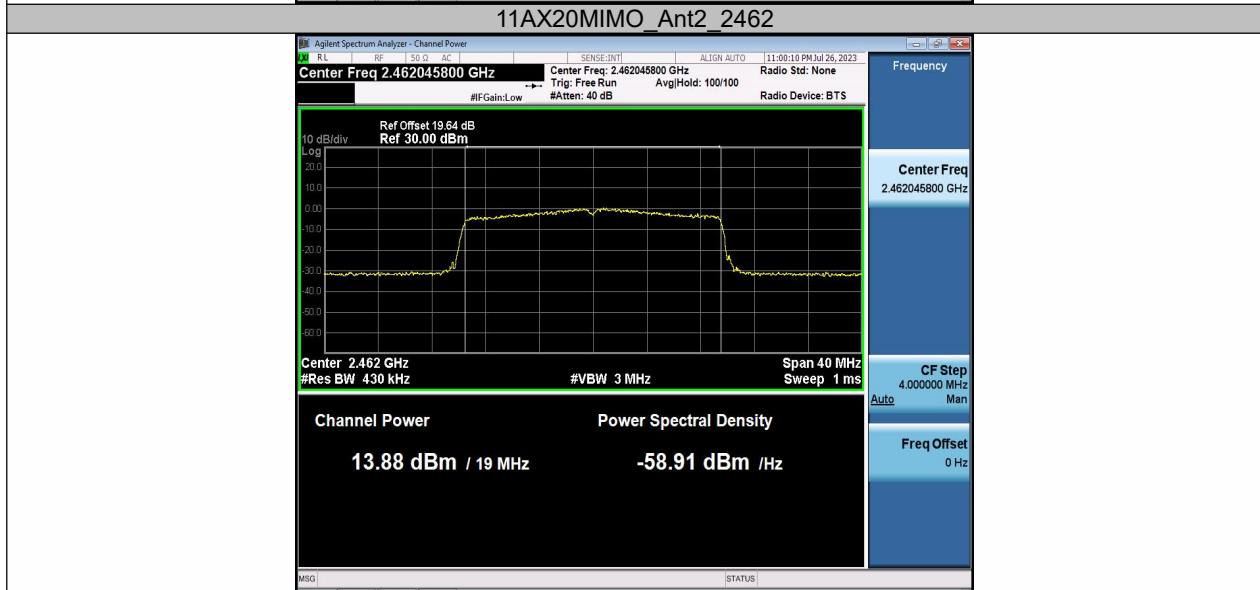 11AX20MIMO_Ant2_2462
Agilent Spectrum Analyzer - Channel Power
RL RF 50 Ω AC SENSE:INT ALIGN AUTO 11:00:10 PM Jul 26, 2023
Center Freq 2.462045800 GHz
Center Freq: 2.462045800 GHz
Radio Std: None
Trig: Free Run Avg|Hold: 100/100
#IFGain:Low
#Atten: 40 dB
Radio Device: BTS
Frequency
Ref Offset 19.64 dB
10 dB/div Ref 30.00 dBm
Log
20.0
10.0
0.00
-10.0
-20.0
-30.0
-40.0
-50.0
-60.0
Center 2.462 GHz Span 40 MHz
#Res BW 430 kHz #VBW 3 MHz Sweep 1 ms
Channel Power Power Spectral Density
13.88 dBm / 19 MHz -58.91 dBm /Hz
Center Freq
2.462045800 GHz
CF Step
4.000000 MHz
Auto Man
Freq Offset
0 Hz
MSG STATUS